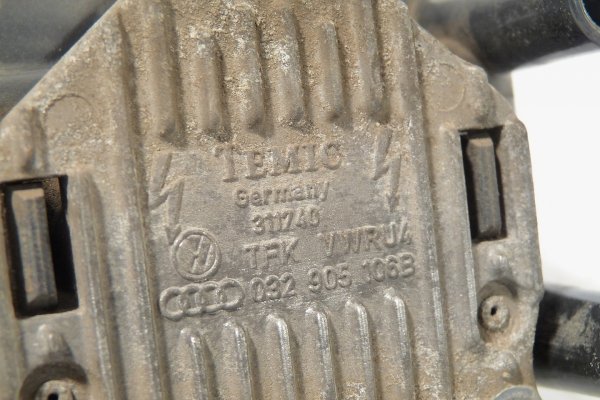 TEMIC
Germany
311740
TFK VWRU4
032 905 106B